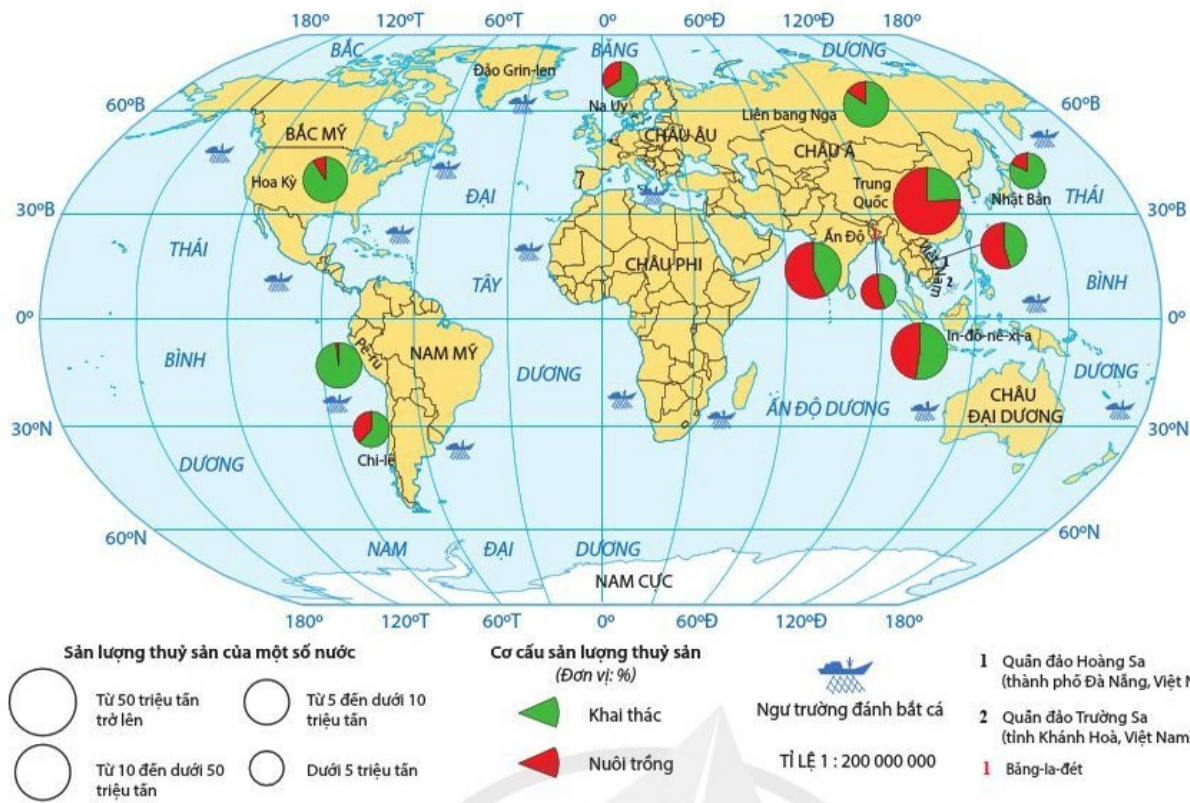 180° 120°T 60°T 0° 60°Đ 120°Đ 180°
BẮC BĂNG DƯƠNG
Đảo Grin-len
Na Uy
60°B 60°B
Liên bang Nga
BẮC MỸ CHÂU ÂU
CHÂU Á
Hoa Kỳ ĐẠI Trung
Quốc Nhật Bản THÁI
30°B 30°B
THÁI CHÂU PHI Ấn Độ 1
Việt Nam 1
2
TÂY BÌNH
0° 0°
Pê-ru In-đô-nê-xi-a
BÌNH NAM MỸ DƯƠNG DƯƠNG
ẤN ĐỘ DƯƠNG CHÂU
ĐẠI DƯƠNG
30°N 30°N
Chi-lê
DƯƠNG
60°N 60°N
NAM ĐẠI DƯƠNG
NAM CỰC
180° 120°T 60°T 0° 60°Đ 120°Đ 180°
Sản lượng thuỷ sản của một số nước
Từ 50 triệu tấn
trở lên
Từ 5 đến dưới 10
triệu tấn
Từ 10 đến dưới 50
triệu tấn
Dưới 5 triệu tấn
Cơ cấu sản lượng thuỷ sản
(Đơn vị: %)
Khai thác
Nuôi trồng
Ngư trường đánh bắt cá
TỈ LỆ 1 : 200 000 000
1 Quần đảo Hoàng Sa
(thành phố Đà Nẵng, Việt N
2 Quần đảo Trường Sa
(tỉnh Khánh Hoà, Việt Nam
1 Băng-la-đét